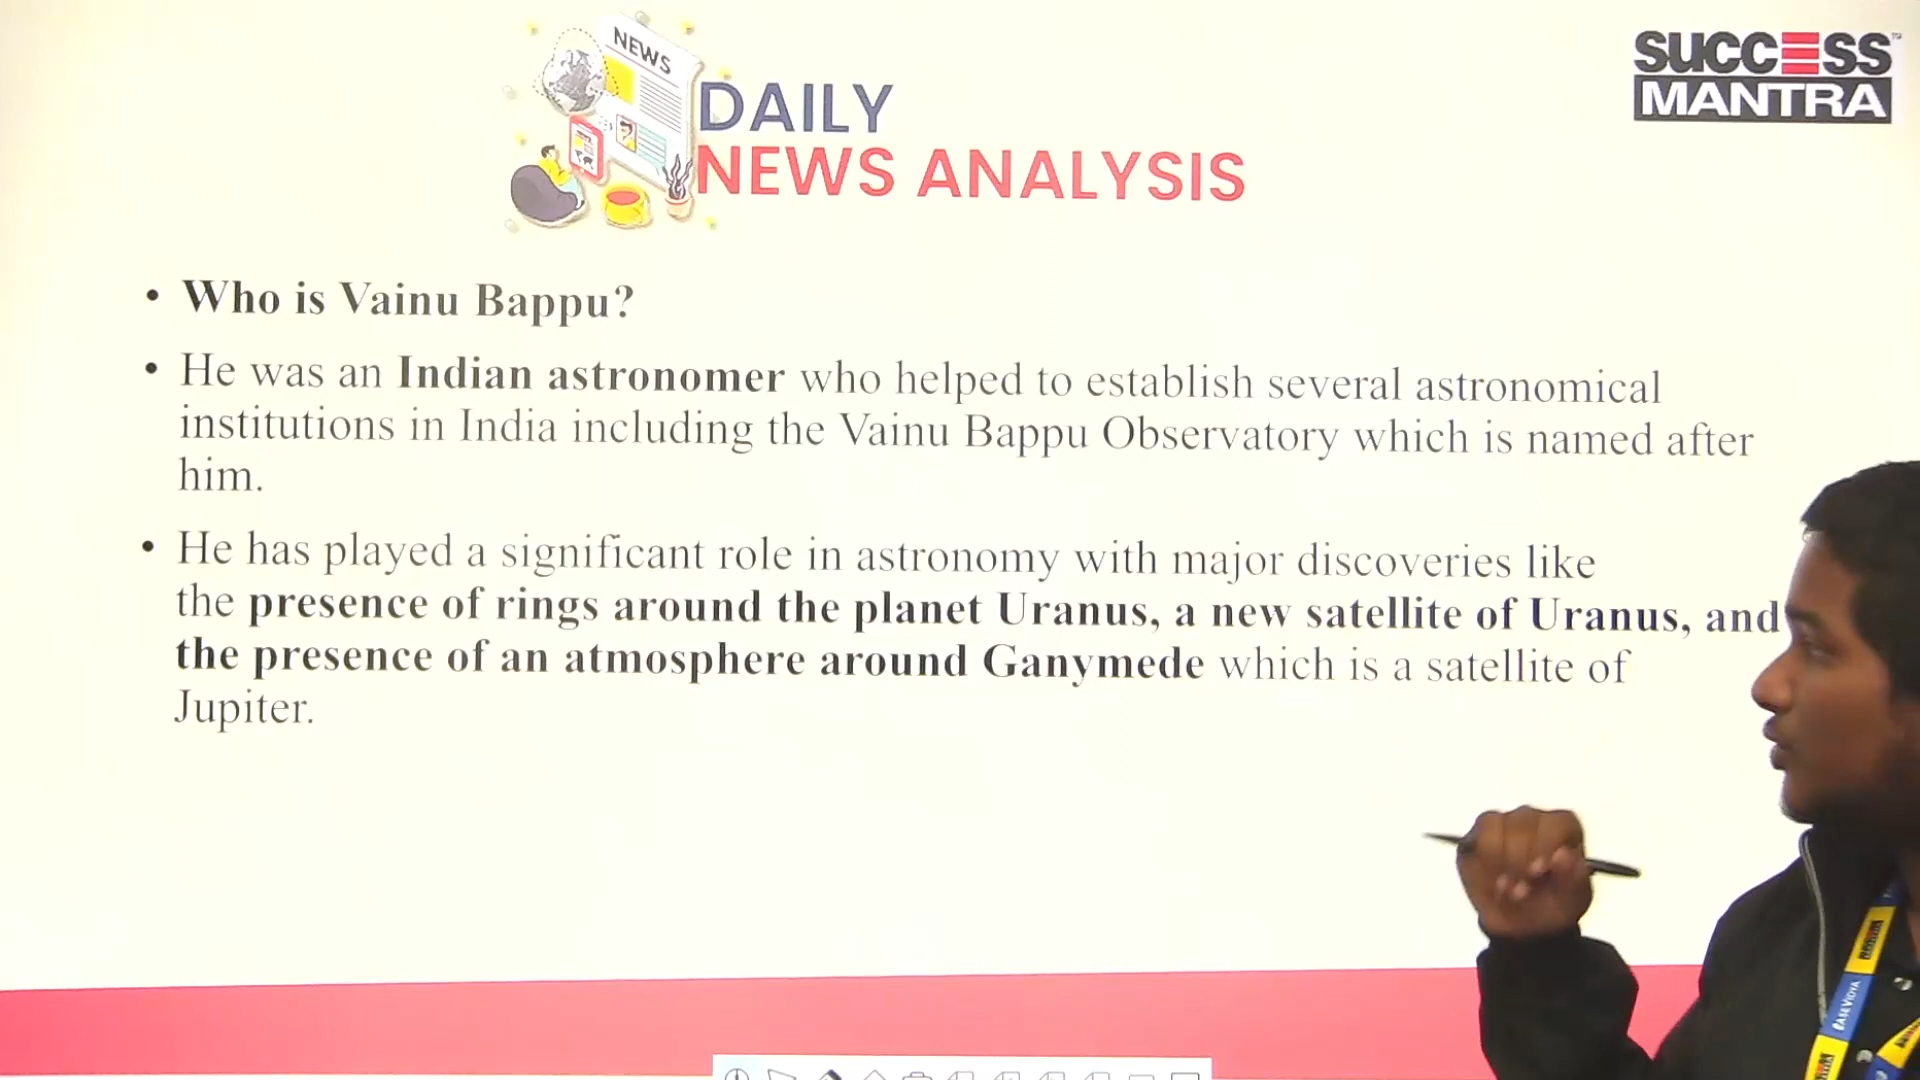 NEWS
DAILY
NEWS ANALYSIS
SUCCESS
MANTRA
• Who is Vainu Bappu?
• He was an Indian astronomer who helped to establish several astronomical
institutions in India including the Vainu Bappu Observatory which is named after
him.
• He has played a significant role in astronomy with major discoveries like
the presence of rings around the planet Uranus, a new satellite of Uranus, and
the presence of an atmosphere around Ganymede which is a satellite of
Jupiter.
EASEVIDYA